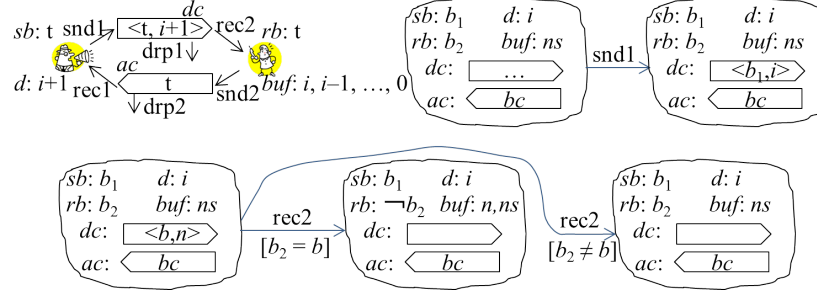 dc
sb: t snd1 <t, i+1> rec2 rb: t
drp1
ac
d: i+1 rec1 t snd2 buf: i, i–1, …, 0
drp2
sb: b₁ d: i
rb: b₂ buf: ns
dc: …
ac: bc
snd1
sb: b₁ d: i
rb: b₂ buf: ns
dc: <b₁,i>
ac: bc
sb: b₁ d: i
rb: b₂ buf: ns
dc: <b,n>
ac: bc
rec2
[b₂ = b]
sb: b₁ d: i
rb: ¬b₂ buf: n,ns
dc:
ac: bc
rec2
[b₂ ≠ b]
sb: b₁ d: i
rb: b₂ buf: ns
dc:
ac: bc